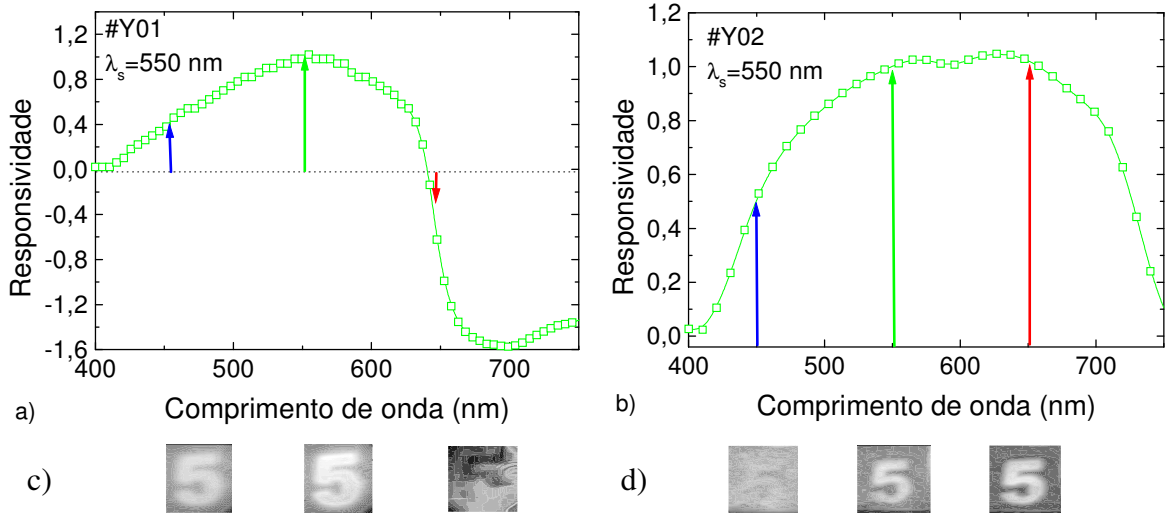 #Y01
λs=550 nm
Responsividade
1,2
0,8
0,4
0,0
-0,4
-0,8
-1,2
-1,6
400 500 600 700
a) Comprimento de onda (nm)
#Y02
λs=550 nm
Responsividade
1,2
1,0
0,8
0,6
0,4
0,2
0,0
400 500 600 700
b) Comprimento de onda (nm)
c) 5 5
d) 5 5